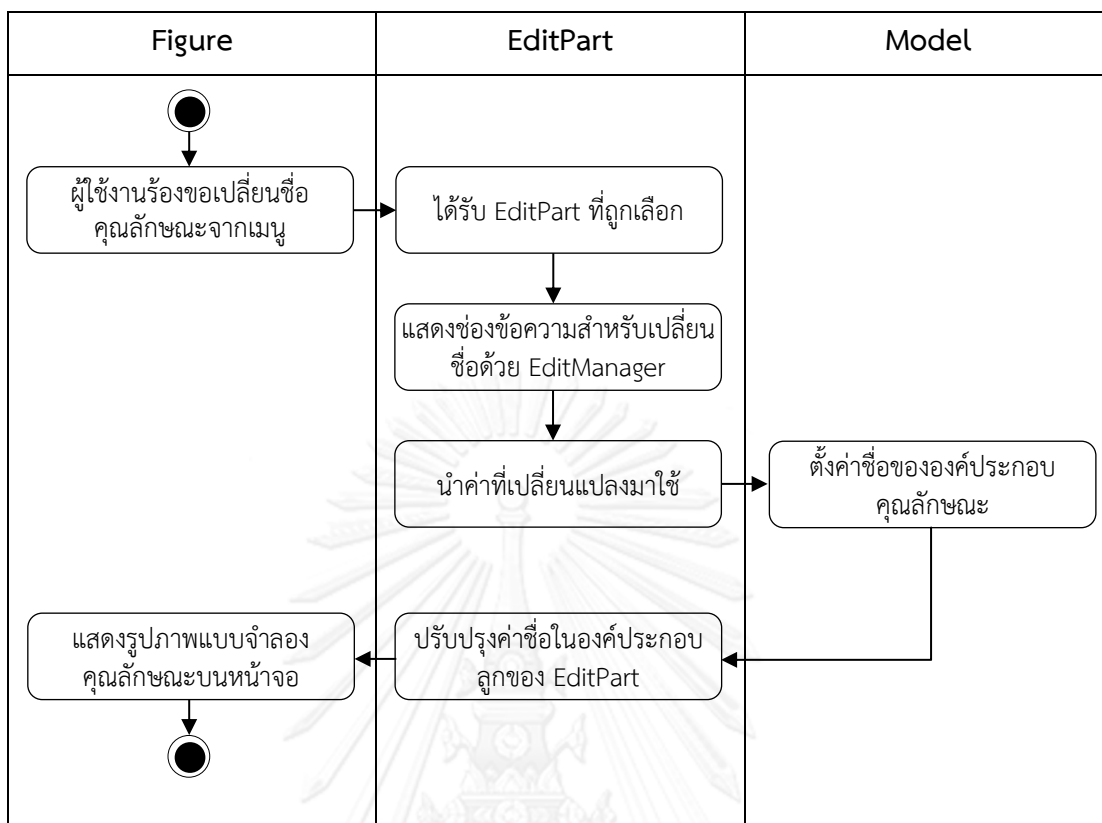 Figure
EditPart
Model
ผู้ใช้งานร้องขอเปลี่ยนชื่อ
คุณลักษณะจากเมนู
ได้รับ EditPart ที่ถูกเลือก
แสดงช่องข้อความสำหรับเปลี่ยน
ชื่อด้วย EditManager
นำค่าที่เปลี่ยนแปลงมาใช้
ตั้งค่าชื่อขององค์ประกอบ
คุณลักษณะ
ปรับปรุงค่าชื่อในองค์ประกอบ
ลูกของ EditPart
แสดงรูปภาพแบบจำลอง
คุณลักษณะบนหน้าจอ